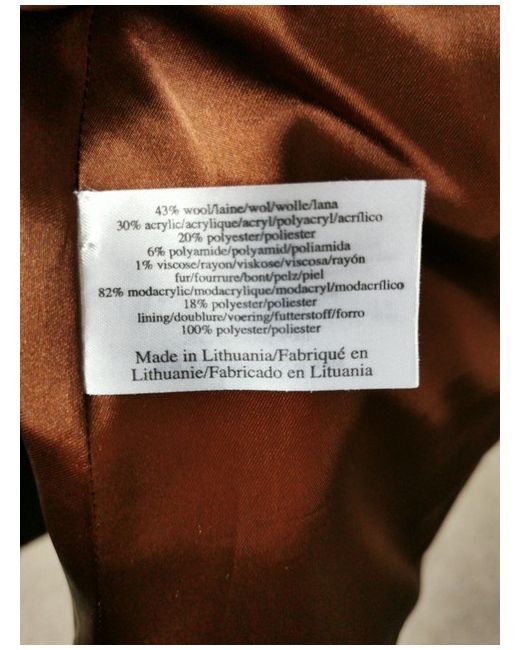 43% wool/laine/wol/wolle/lana
30% acrylic/acrylique/acryl/polyacryl/acrílico
20% polyester/poliester
6% polyamide/polyamid/poliamida
1% viscose/rayon/viskose/viscosa/rayón
fur/fourrure/bont/pelz/piel
82% modacrylic/modacrylique/modacryl/modacrílico
18% polyester/poliester
lining/doublure/voering/futterstoff/forro
100% polyester/poliester
Made in Lithuania/Fabriqué en
Lithuanie/Fabricado en Lituania